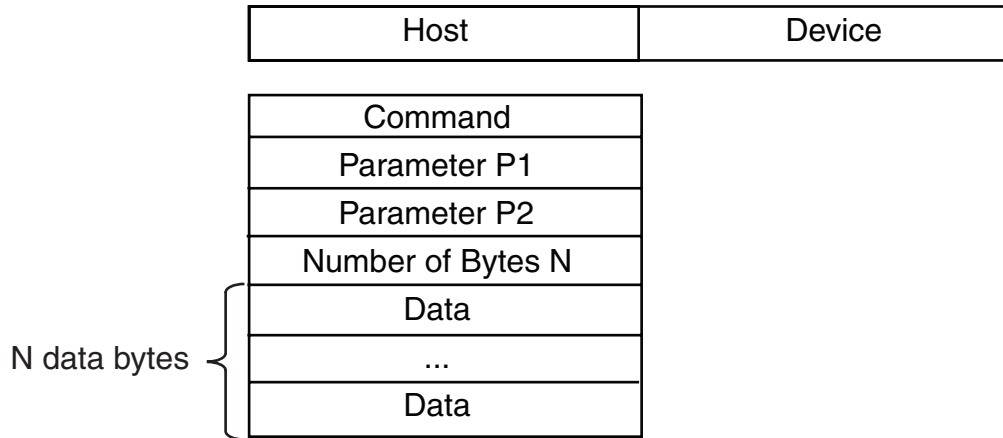 Host Device
Command
Parameter P1
Parameter P2
Number of Bytes N
Data
N data bytes ...
Data